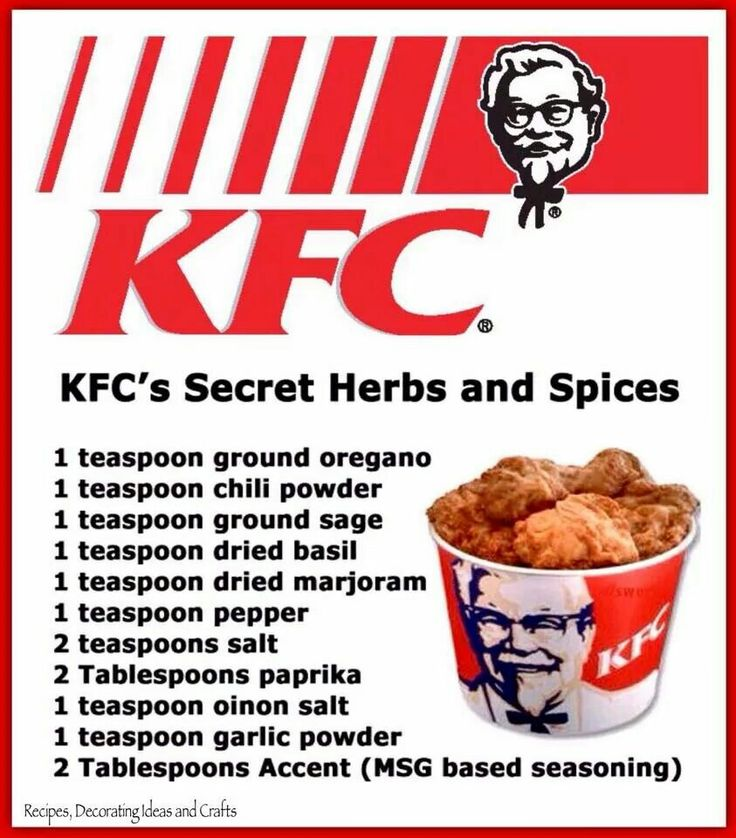 KFC®
KFC's Secret Herbs and Spices
1 teaspoon ground oregano
1 teaspoon chili powder
1 teaspoon ground sage
1 teaspoon dried basil
1 teaspoon dried marjoram
1 teaspoon pepper
2 teaspoons salt
2 Tablespoons paprika
1 teaspoon oinon salt
1 teaspoon garlic powder
2 Tablespoons Accent (MSG based seasoning)
KFC
Recipes, Decorating Ideas and Crafts